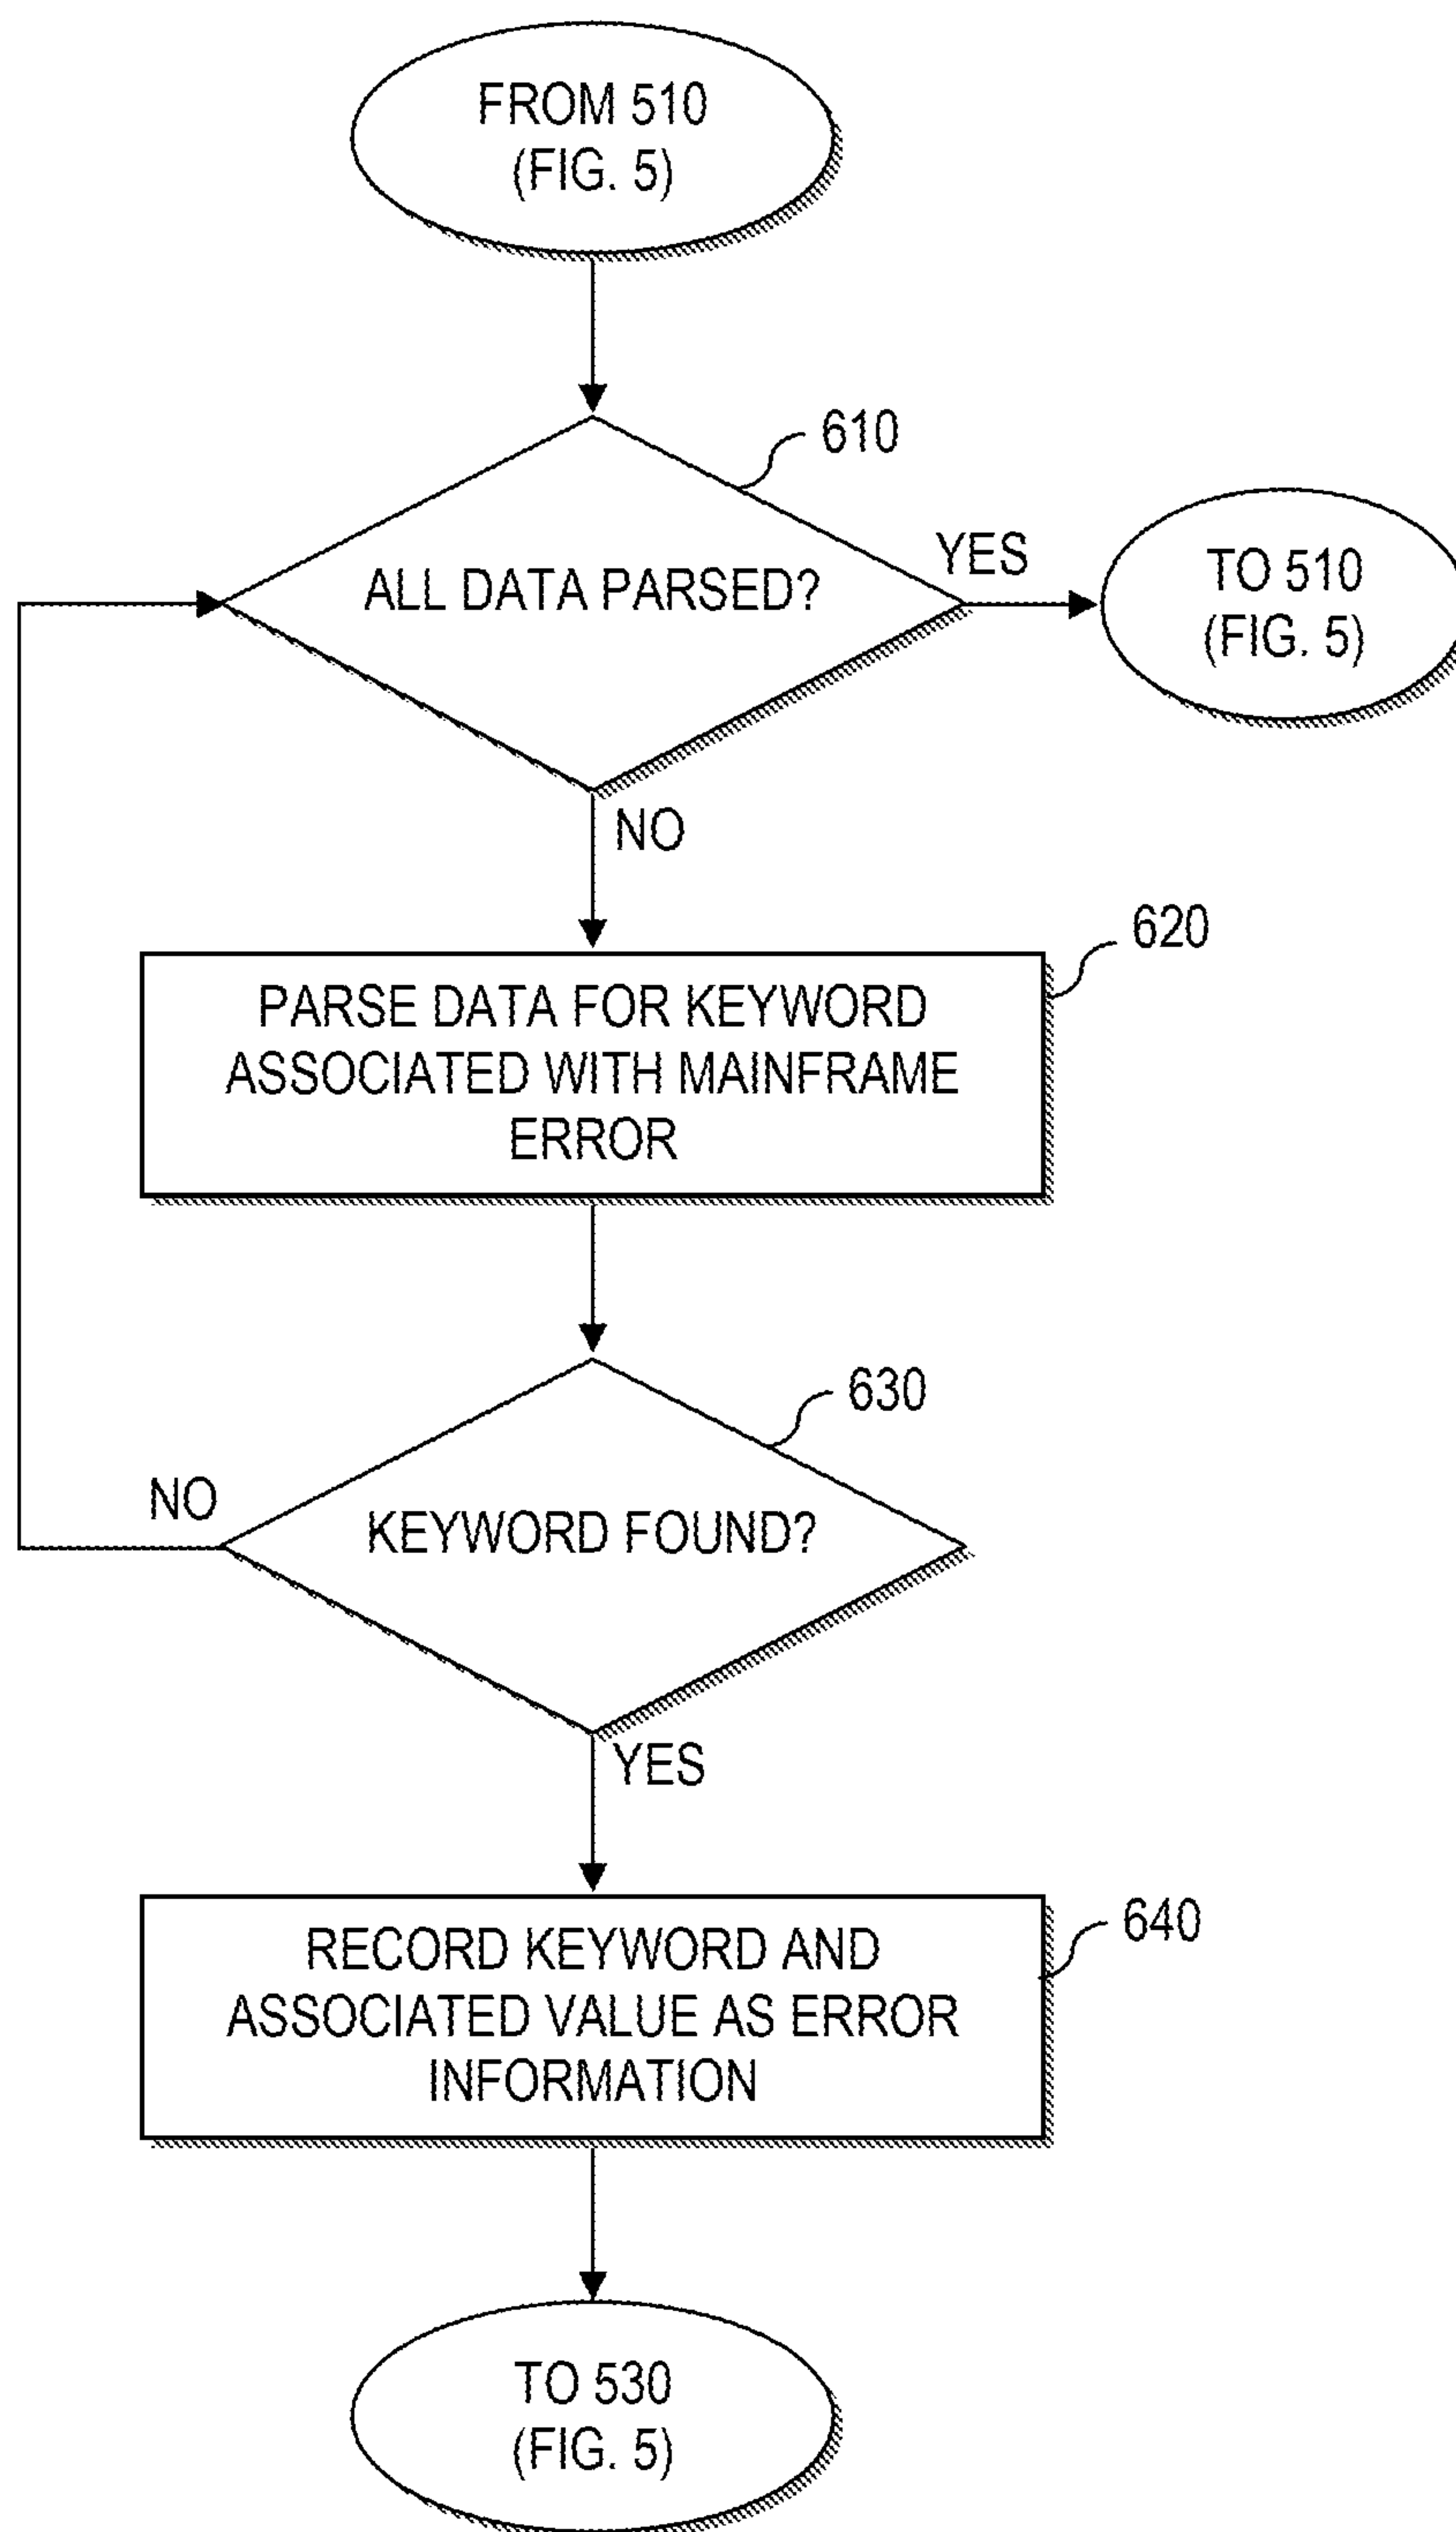 FROM 510
(FIG. 5)
610
ALL DATA PARSED?
YES
TO 510
(FIG. 5)
NO
620
PARSE DATA FOR KEYWORD
ASSOCIATED WITH MAINFRAME
ERROR
630
NO
KEYWORD FOUND?
YES
640
RECORD KEYWORD AND
ASSOCIATED VALUE AS ERROR
INFORMATION
TO 530
(FIG. 5)